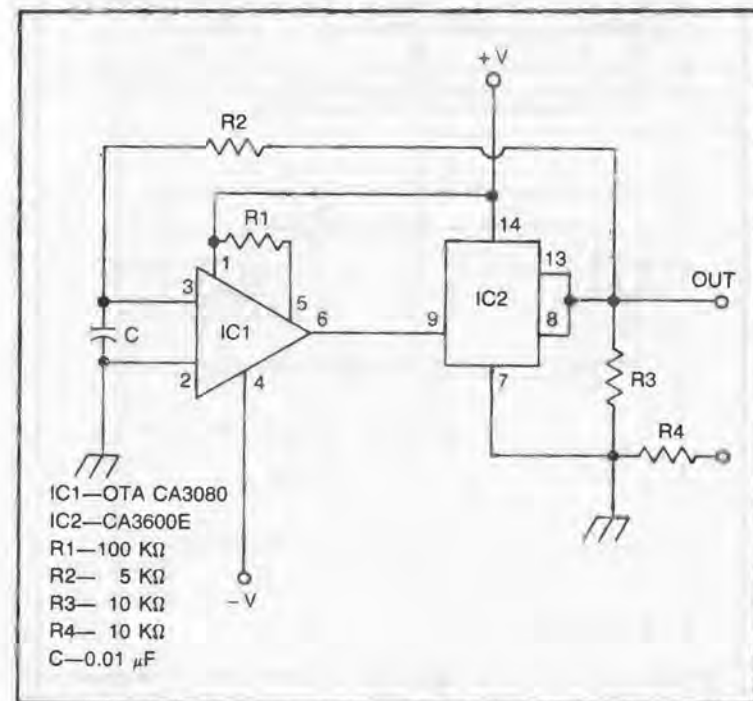 +V
R2
R1
14
1
13
3
5
OUT
IC2
6
9
8
C
IC1
2
4
7
R3
R4
IC1—OTA CA3080
IC2—CA3600E
R1—100 KΩ
R2— 5 KΩ
R3— 10 KΩ
R4— 10 KΩ
C—0.01 μF
–V